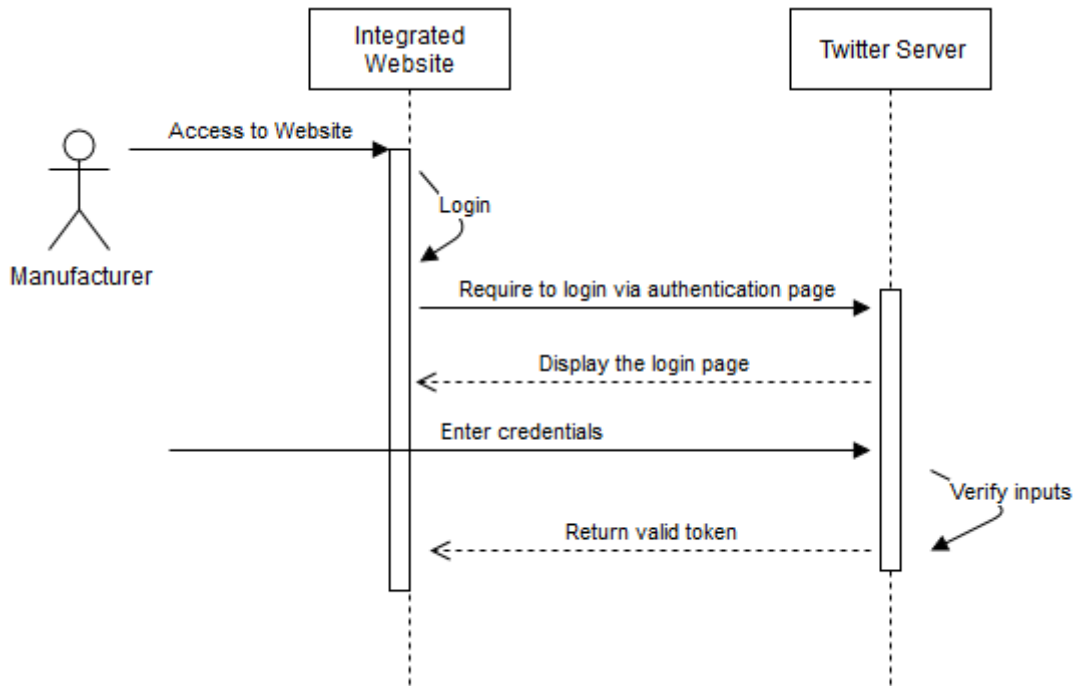 Integrated
Website
Twitter Server
Access to Website
Login
Manufacturer
Require to login via authentication page
Display the login page
Enter credentials
Verify inputs
Return valid token